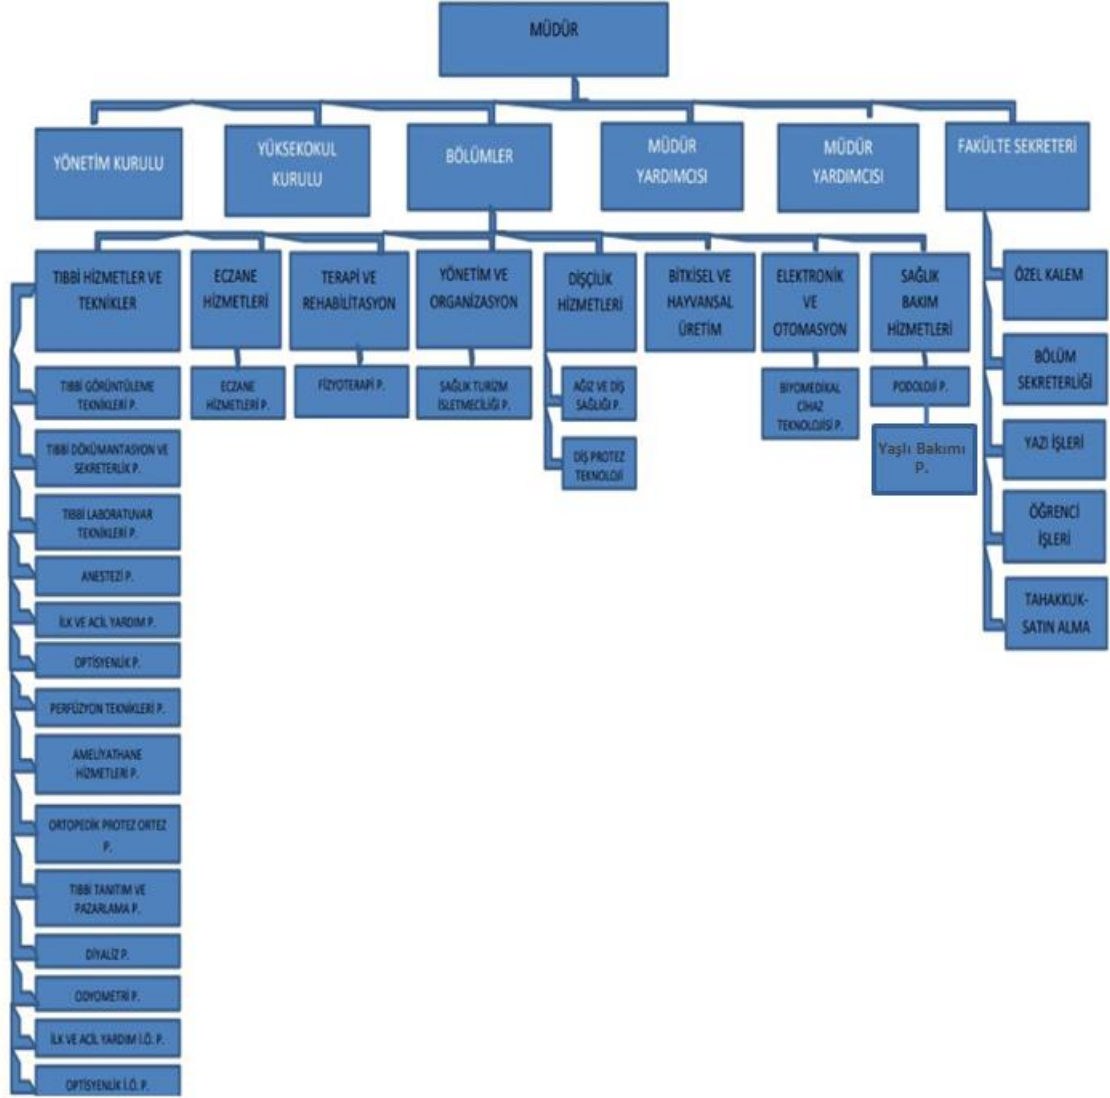 MÜDÜR
YÖNETİM KURULU
YÜKSEKOKUL
KURULU
BÖLÜMLER
MÜDÜR
YARDIMCISI
MÜDÜR
YARDIMCISI
FAKÜLTE SEKRETERİ
TIBBİ HİZMETLER VE
TEKNİKLER
ECZANE
HİZMETLERİ
TERAPİ VE
REHABİLİTASYON
YÖNETİM VE
ORGANİZASYON
DİŞÇİLİK
HİZMETLERİ
BİTKİSEL VE
HAYVANSAL
ÜRETİM
ELEKTRONİK
VE
OTOMASYON
SAĞLIK
BAKIM
HİZMETLERİ
TIBBİ GÖRÜNTÜLEME
TEKNİKLERİ P.
TIBBİ DÖKÜMANTASYON VE
SEKRETERLİK P.
TIBBİ LABORATUVAR
TEKNİKLERİ P.
ANESTEZİ P.
İLK VE ACİL YARDIM P.
OPTİSYENLİK P.
PERFÜZYON TEKNİKLERİ P.
AMELİYATHANE
HİZMETLERİ P.
ORTOPEDİK PROTEZ ORTEZ
P.
TIBBİ TANITIM VE
PAZARLAMA P.
DİYALİZ P.
ODYOMETRİ P.
İLK VE ACİL YARDIM İ.Ö. P.
OPTİSYENLİK İ.Ö. P.
ECZANE
HİZMETLERİ P.
FİZYOTERAPİ P.
SAĞLIK TURİZM
İŞLETMECİLİĞİ P.
AĞIZ VE DİŞ
SAĞLIĞI P.
DİŞ PROTEZ
TEKNOLOJİ
BİYOMEDİKAL
CİHAZ
TEKNOLOJİSİ P.
PODOLOJİ P.
Yaşlı Bakımı
P.
ÖZEL KALEM
BÖLÜM
SEKRETERLİĞİ
YAZI İŞLERİ
ÖĞRENCİ
İŞLERİ
TAHAKKUK-
SATIN ALMA